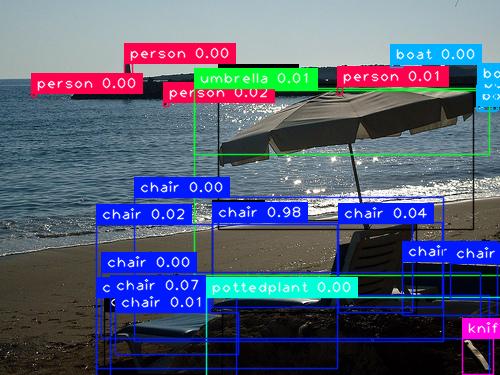 person 0.00
boat 0.00
person 0.00
umbrella 0.01
person 0.01
bo
person 0.02
chair 0.00
chair 0.02
chair 0.98
chair 0.04
chair
chair
chair 0.00
c
chair 0.07
pottedplant 0.00
chair 0.01
knif